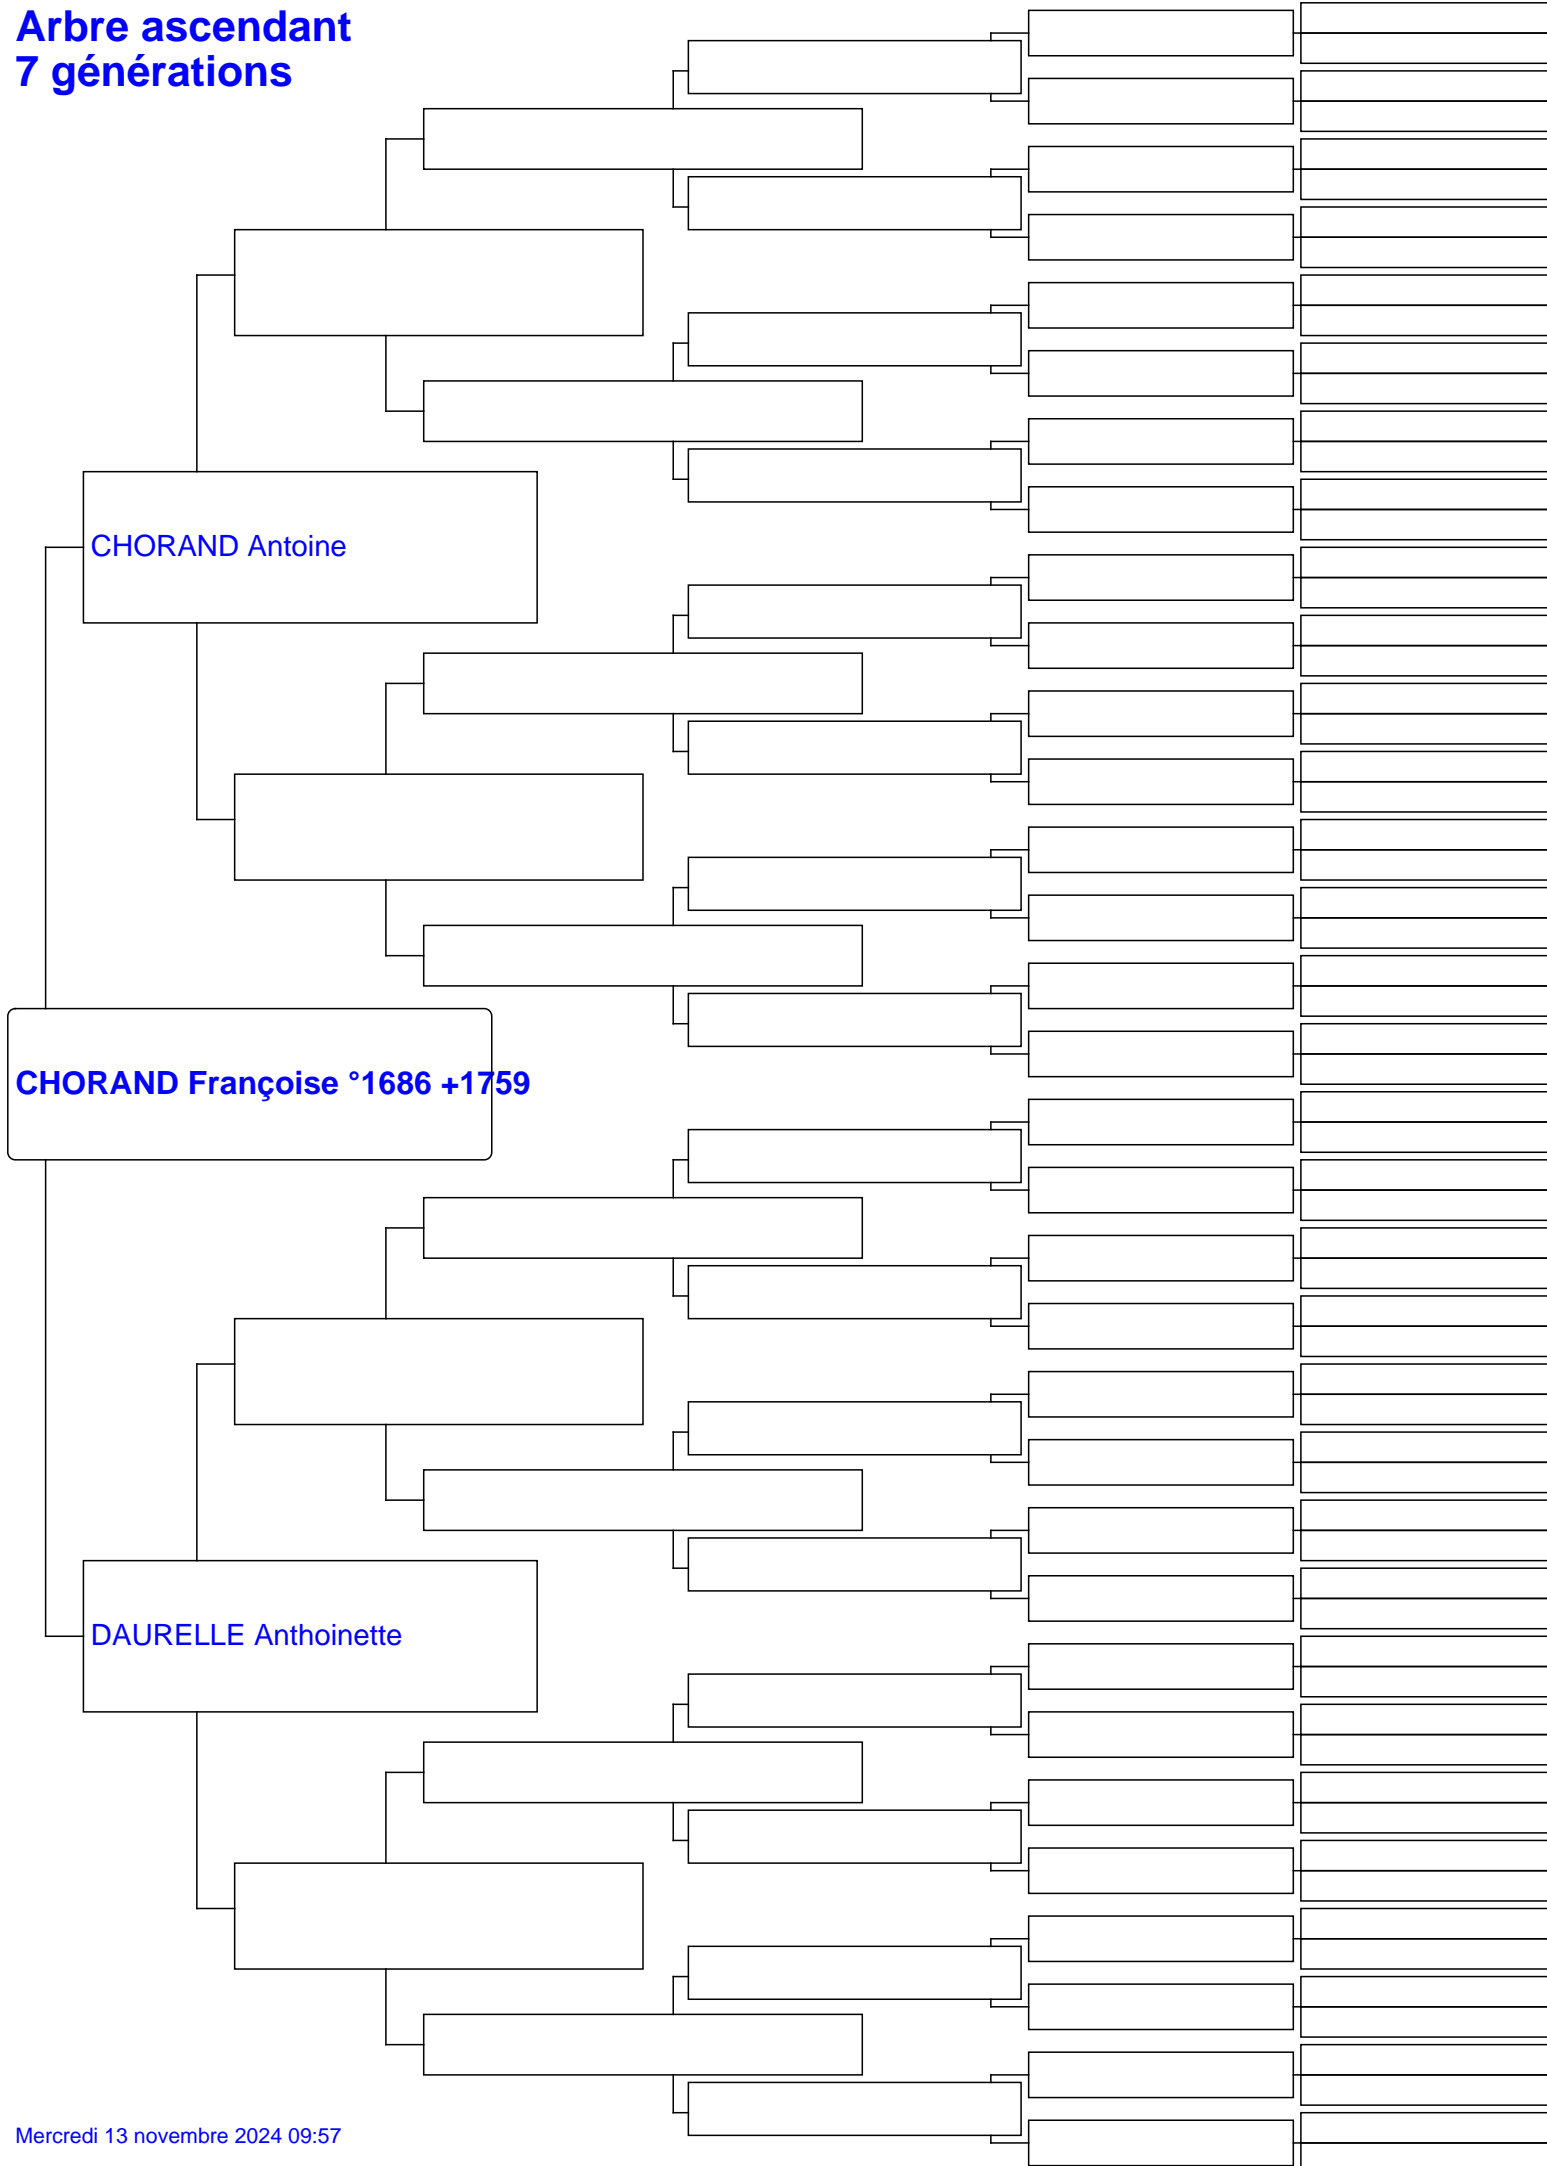 Arbre ascendant
7 générations
CHORAND Antoine
CHORAND Françoise °1686 +1759
DAURELLE Anthoinette
Mercredi 13 novembre 2024 09:57